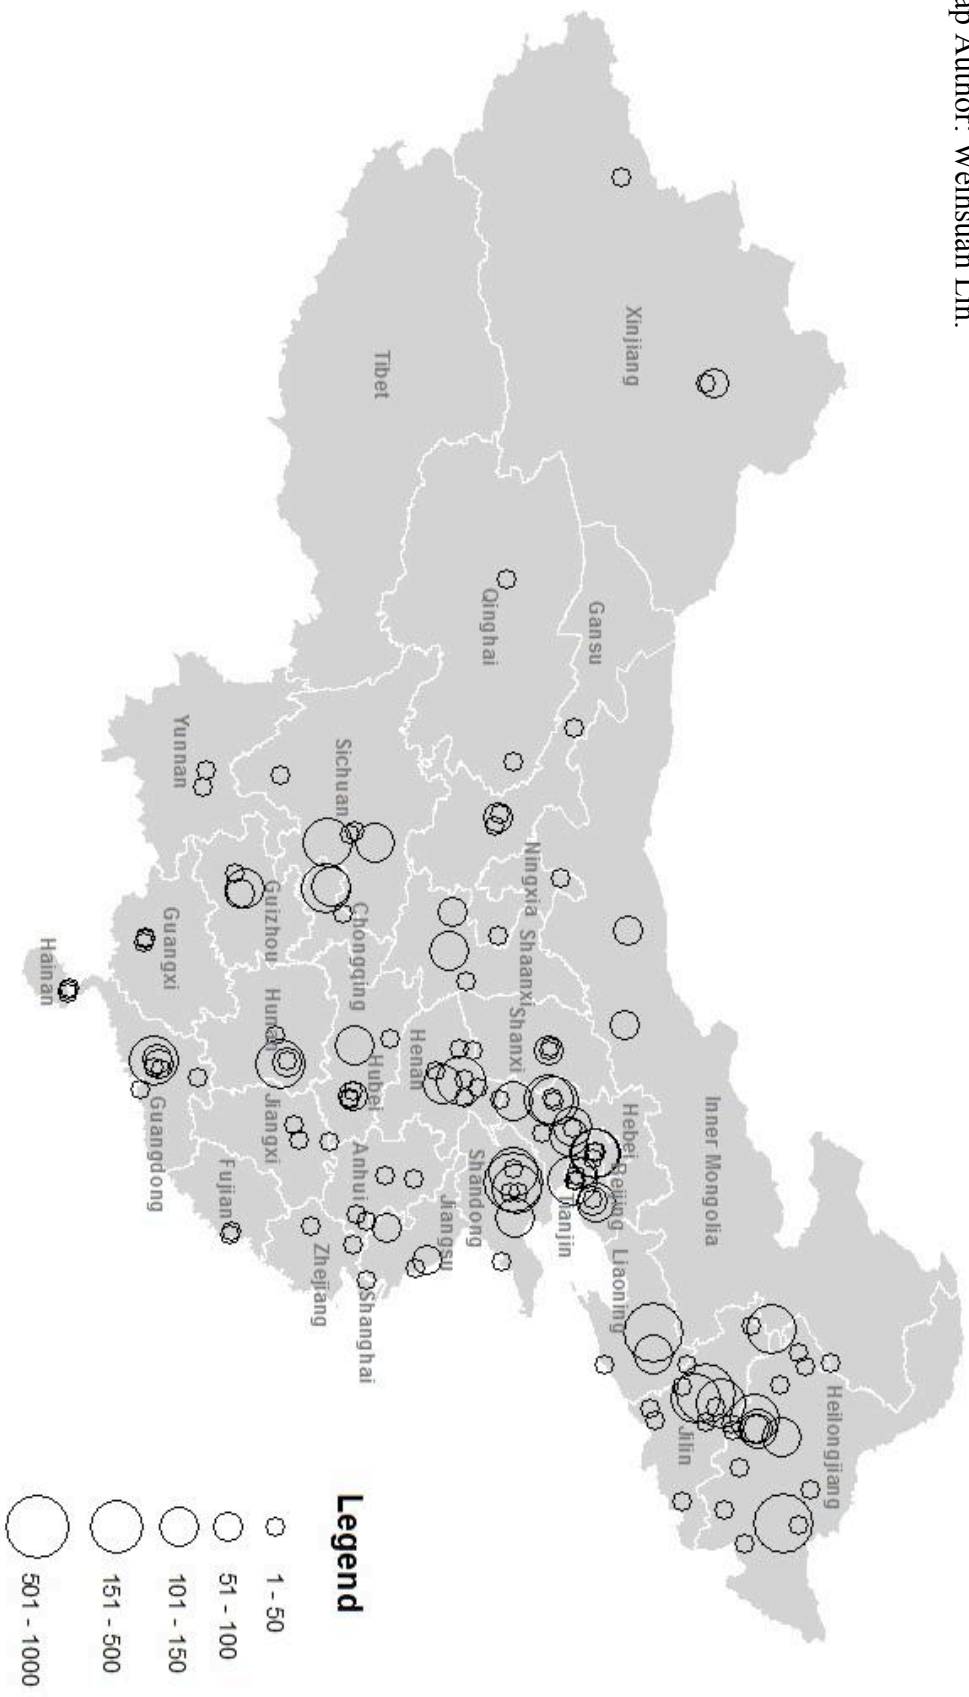 ap Author: Weihsuan Lin.
Xinjiang
Tibet
Qinghai
Gansu
Inner Mongolia
Heilongjiang
Jilin
Liaoning
Hebei
Beijing
Tianjin
Shanxi
Shaanxi
Ningxia
Shandong
Henan
Jiangsu
Anhui
Shanghai
Zhejiang
Hubei
Chongqing
Sichuan
Yunnan
Guizhou
Hunan
Jiangxi
Fujian
Guangdong
Guangxi
Hainan
Legend
1 - 50
51 - 100
101 - 150
151 - 500
501 - 1000